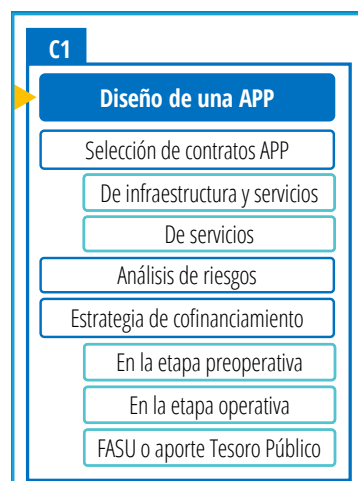 C1
Diseño de una APP
Selección de contratos APP
De infraestructura y servicios
De servicios
Análisis de riesgos
Estrategia de cofinanciamiento
En la etapa preoperativa
En la etapa operativa
FASU o aporte Tesoro Público